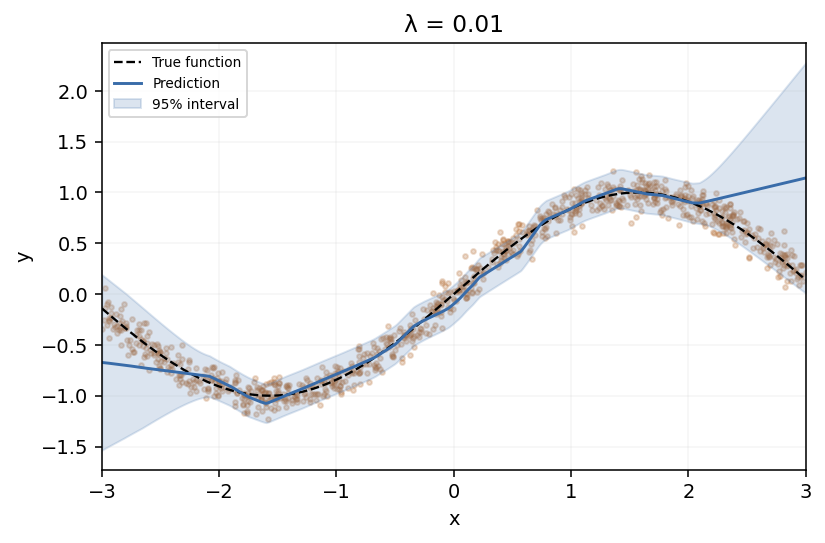 λ = 0.01
True function
Prediction
95% interval
y
2.0
1.5
1.0
0.5
0.0
−0.5
−1.0
−1.5
−3 −2 −1 0 1 2 3
x